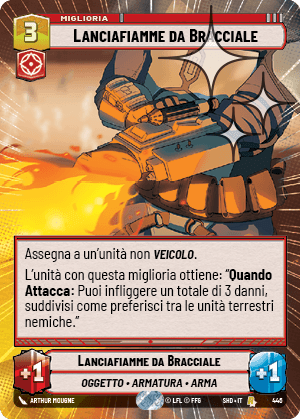 MIGLIORIA
3
LANCIAFIAMME DA BRACCIALE
Assegna a un'unità non VEICOLO.
L'unità con questa miglioria ottiene: "Quando
Attacca: Puoi infliggere un totale di 3 danni,
suddivisi come preferisci tra le unità terrestri
nemiche."
LANCIAFIAMME DA BRACCIALE
+1
+1
OGGETTO • ARMATURA • ARMA
ARTHUR MOUGNE
© LFL © FFG
SHD • IT
446